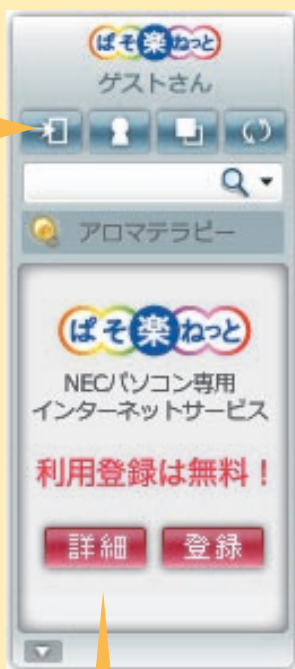 ぱそ楽ねっと
ゲストさん
アロマテラピー
ぱそ楽ねっと
NECパソコン専用
インターネットサービス
利用登録は無料！
詳細 登録